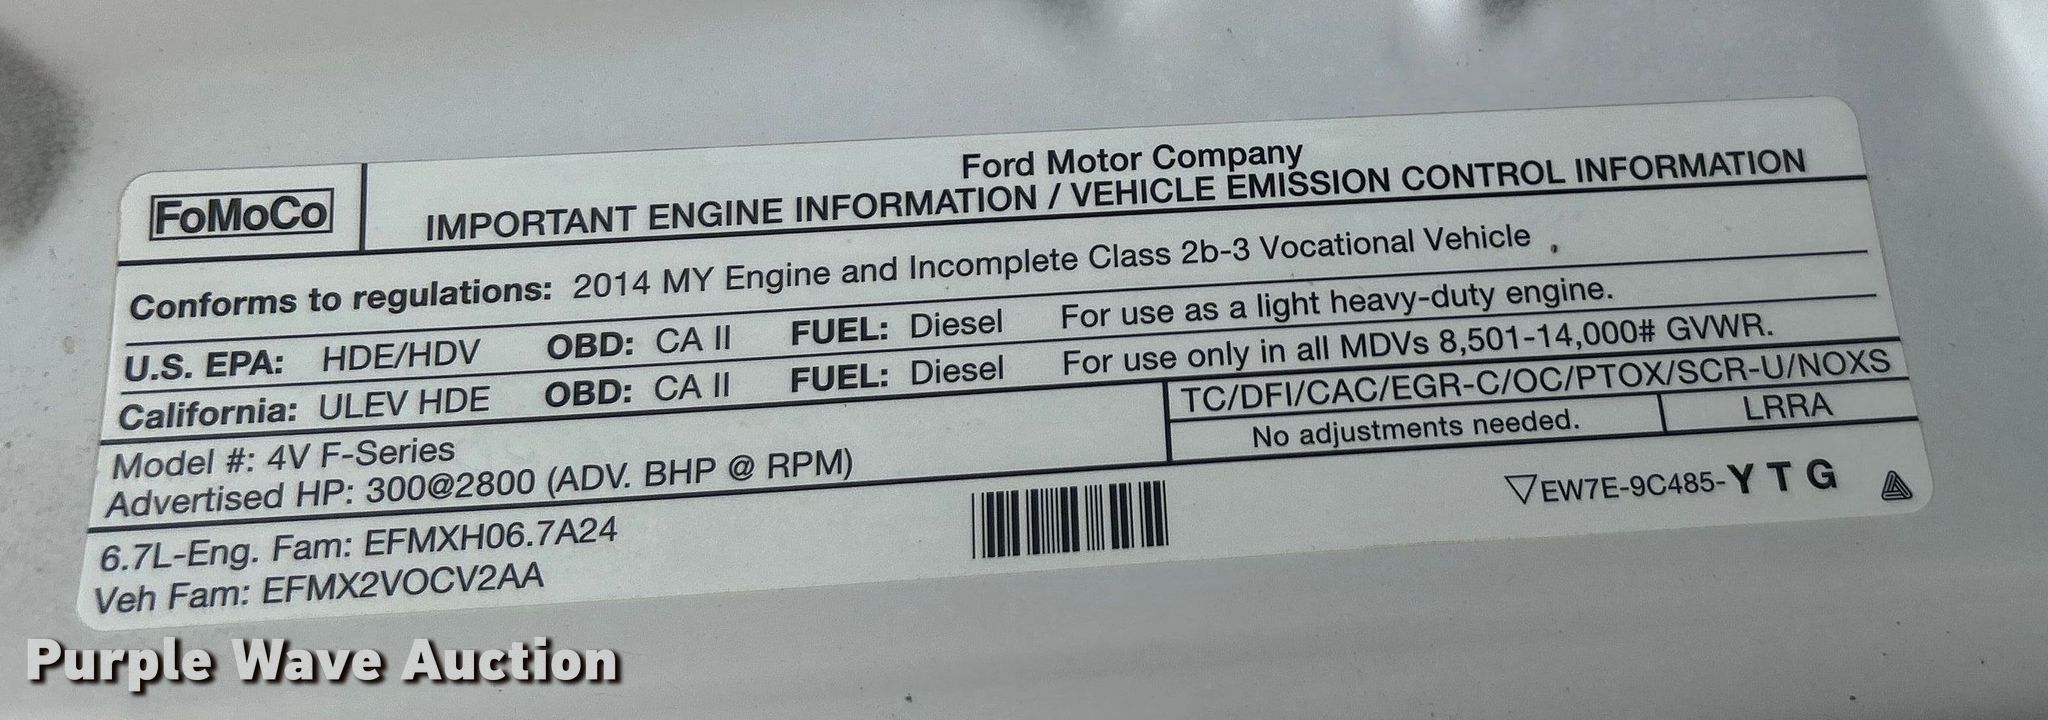 FoMoCo
Ford Motor Company
IMPORTANT ENGINE INFORMATION / VEHICLE EMISSION CONTROL INFORMATION
Conforms to regulations: 2014 MY Engine and Incomplete Class 2b-3 Vocational Vehicle
U.S. EPA: HDE/HDV OBD: CA II FUEL: Diesel For use as a light heavy-duty engine.
California: ULEV HDE OBD: CA II FUEL: Diesel For use only in all MDVs 8,501-14,000# GVWR.
TC/DFI/CAC/EGR-C/OC/PTOX/SCR-U/NOXS
No adjustments needed. LRRA
Model #: 4V F-Series
Advertised HP: 300@2800 (ADV. BHP @ RPM)
6.7L-Eng. Fam: EFMXH06.7A24
Veh Fam: EFMX2VOCV2AA
EW7E-9C485-YTG
Purple Wave Auction